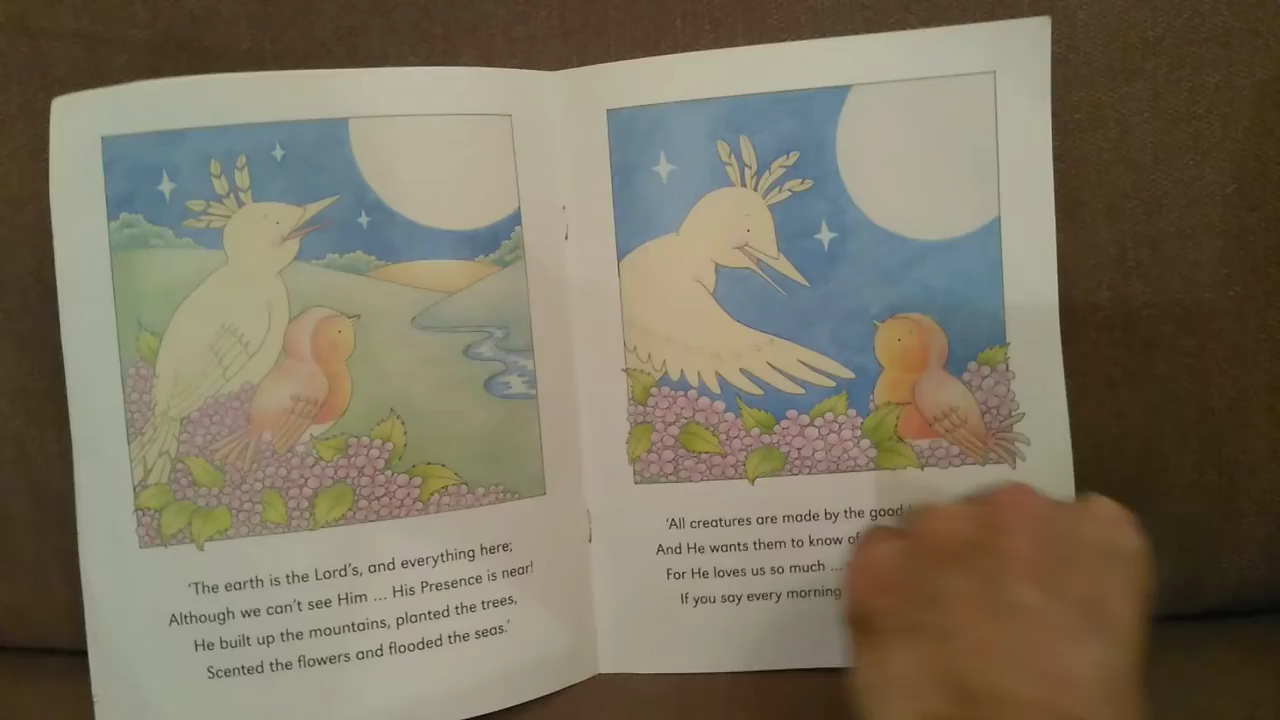 'The earth is the Lord's, and everything here;
Although we can't see Him ... His Presence is near!
He built up the mountains, planted the trees,
Scented the flowers and flooded the seas.'
'All creatures are made by the good
And He wants them to know of
For He loves us so much ...
If you say every morning